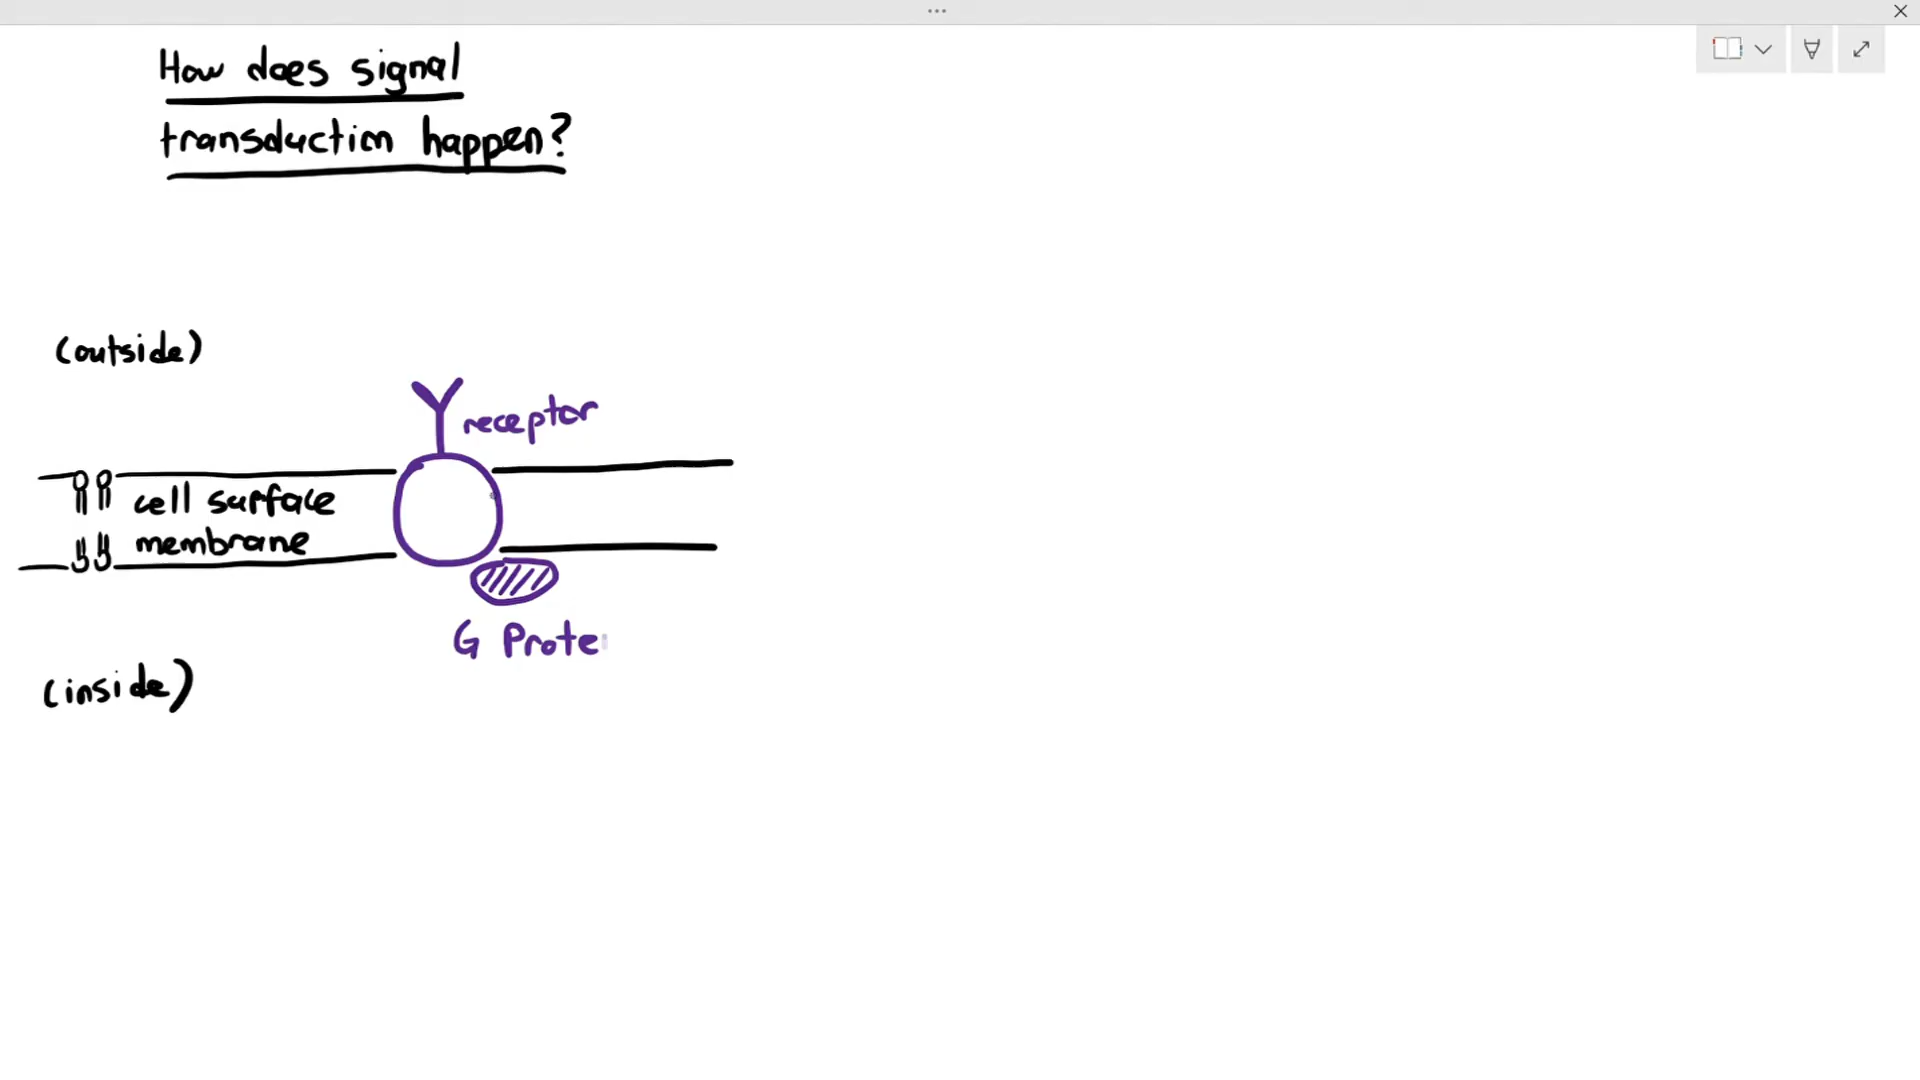 How does signal
transduction happen?
(outside)
receptor
cell surface
membrane
G Prote
(inside)